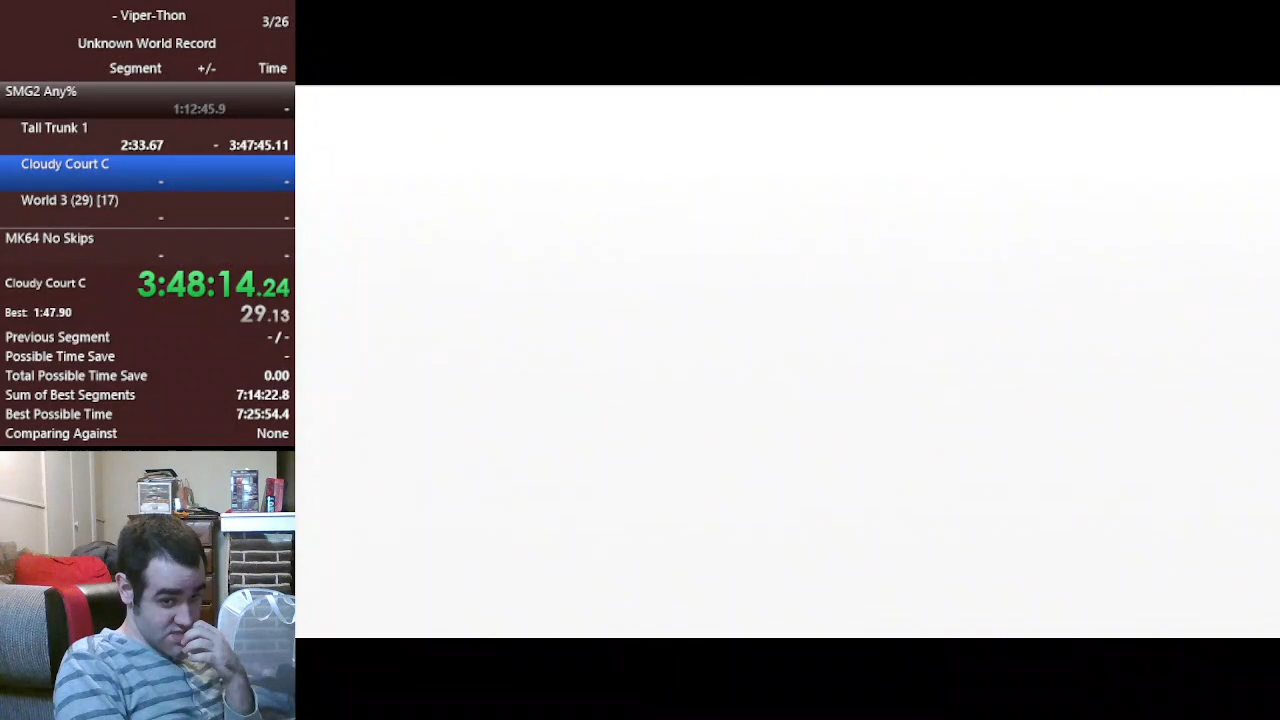 - Viper-Thon
3/26
Unknown World Record
Segment +/- Time
SMG2 Any%
1:12:45.9 -
Tall Trunk 1
2:33.67 - 3:47:45.11
Cloudy Court C
- -
World 3 (29) [17]
- -
MK64 No Skips
- -
Cloudy Court C 3:48:14.24
Best: 1:47.90 29.13
Previous Segment - / -
Possible Time Save -
Total Possible Time Save 0.00
Sum of Best Segments 7:14:22.8
Best Possible Time 7:25:54.4
Comparing Against None